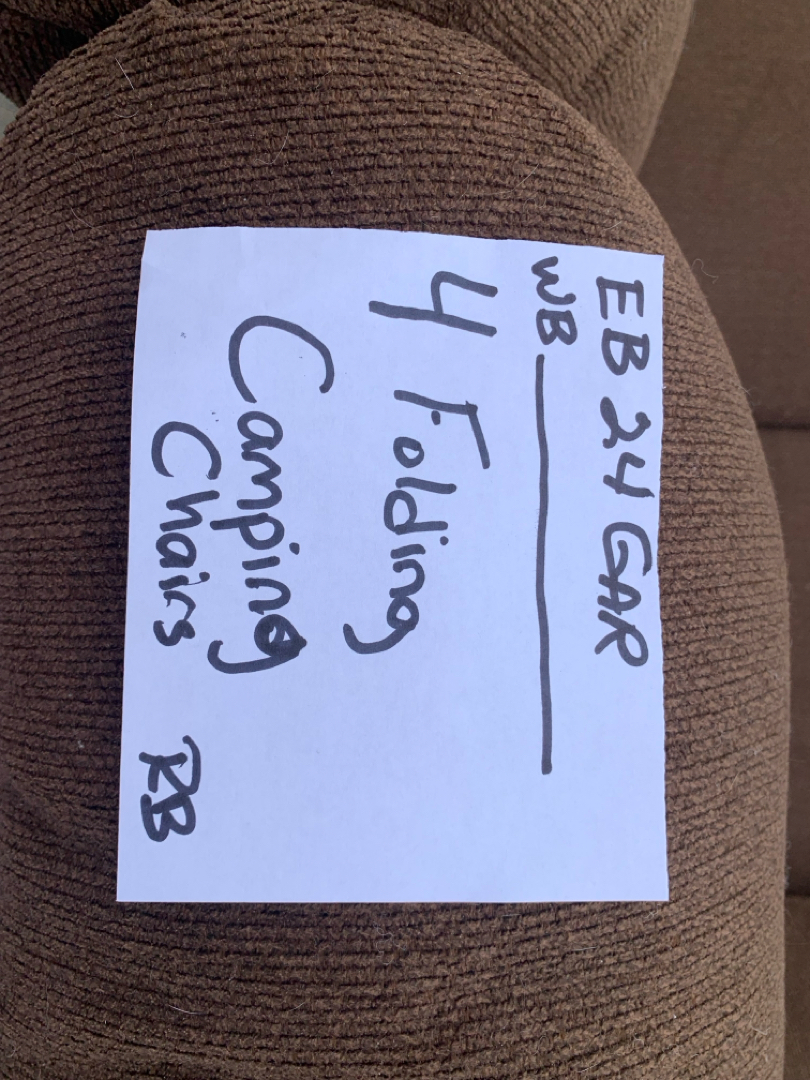 EB 24 GAR
WB
4 Folding
Camping
Chairs RB